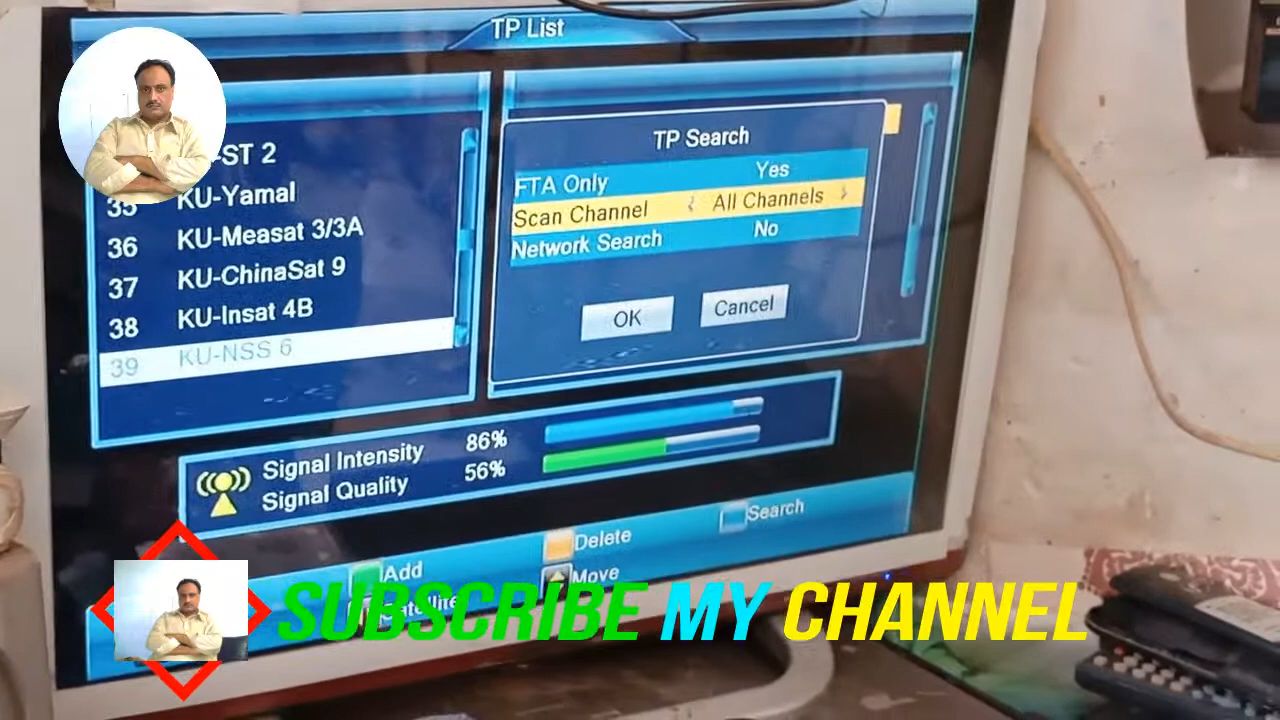 TP List
-ST 2
35 KU-Yamal
36 KU-Measat 3/3A
37 KU-ChinaSat 9
38 KU-Insat 4B
39 KU-NSS 6
TP Search
FTA Only Yes
Scan Channel All Channels
Network Search No
OK Cancel
Signal Intensity 86%
Signal Quality 56%
Add Delete Search
Satellite Move
SUBSCRIBE MY CHANNEL